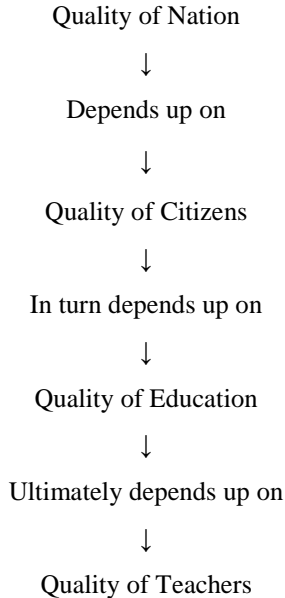 Quality of Nation
↓
Depends up on
↓
Quality of Citizens
↓
In turn depends up on
↓
Quality of Education
↓
Ultimately depends up on
↓
Quality of Teachers